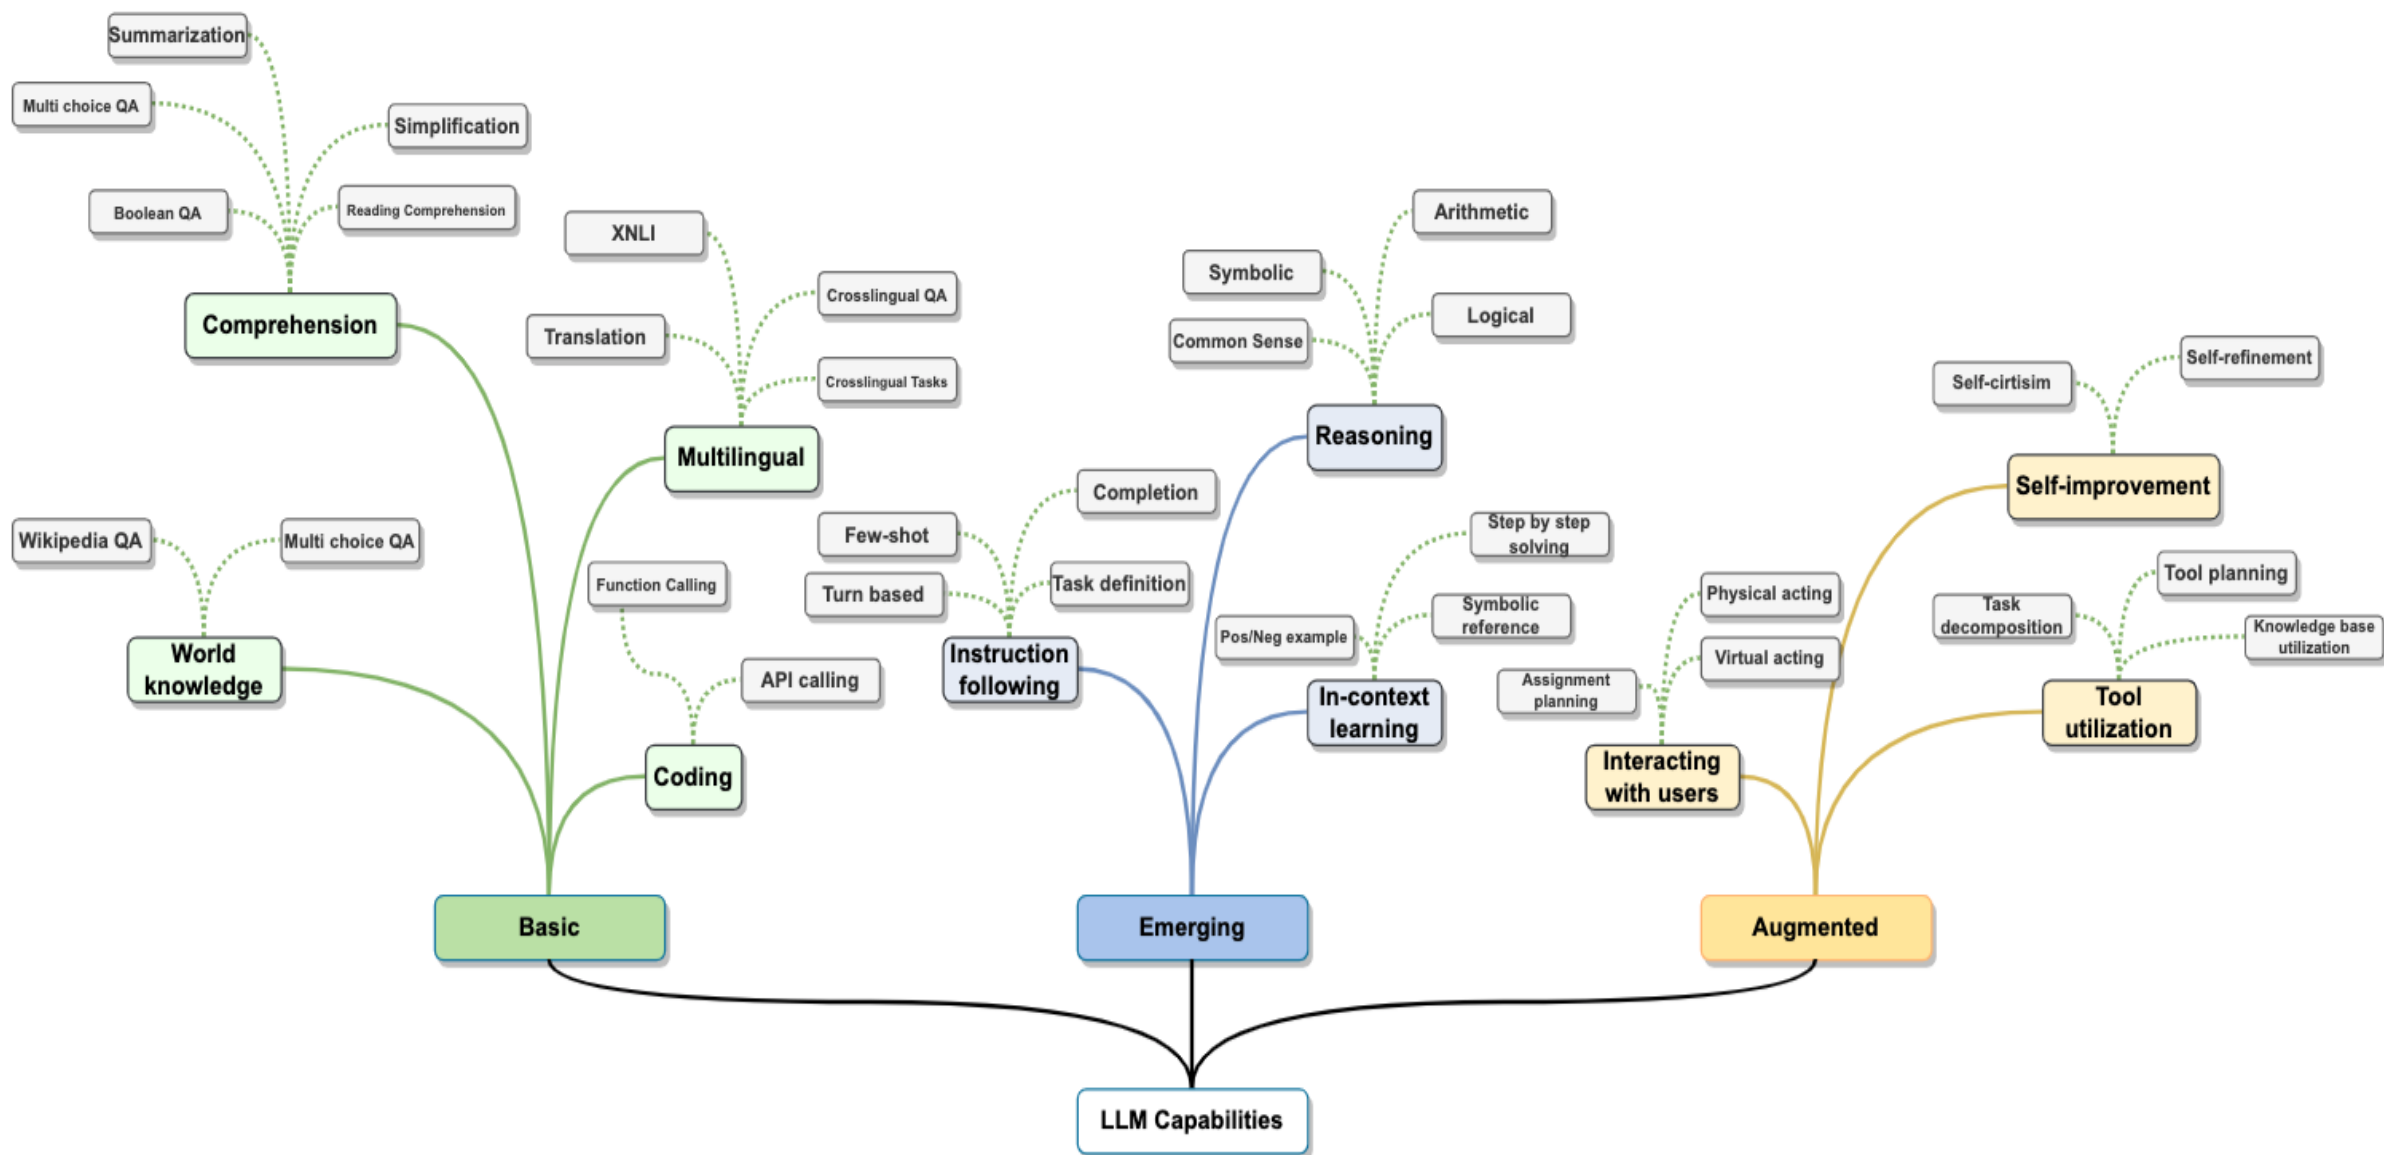 Summarization
Multi choice QA
Simplification
Boolean QA
Reading Comprehension
Comprehension
XNLI
Crosslingual QA
Translation
Crosslingual Tasks
Multilingual
Wikipedia QA
Multi choice QA
World
knowledge
Function Calling
API calling
Coding
Basic
Arithmetic
Symbolic
Logical
Common Sense
Reasoning
Completion
Few-shot
Turn based
Task definition
Instruction
following
Step by step
solving
Symbolic
reference
Pos/Neg example
In-context
learning
Emerging
Self-refinement
Self-cirtisim
Self-improvement
Physical acting
Virtual acting
Assignment
planning
Interacting
with users
Tool planning
Task
decomposition
Knowledge base
utilization
Tool
utilization
Augmented
LLM Capabilities